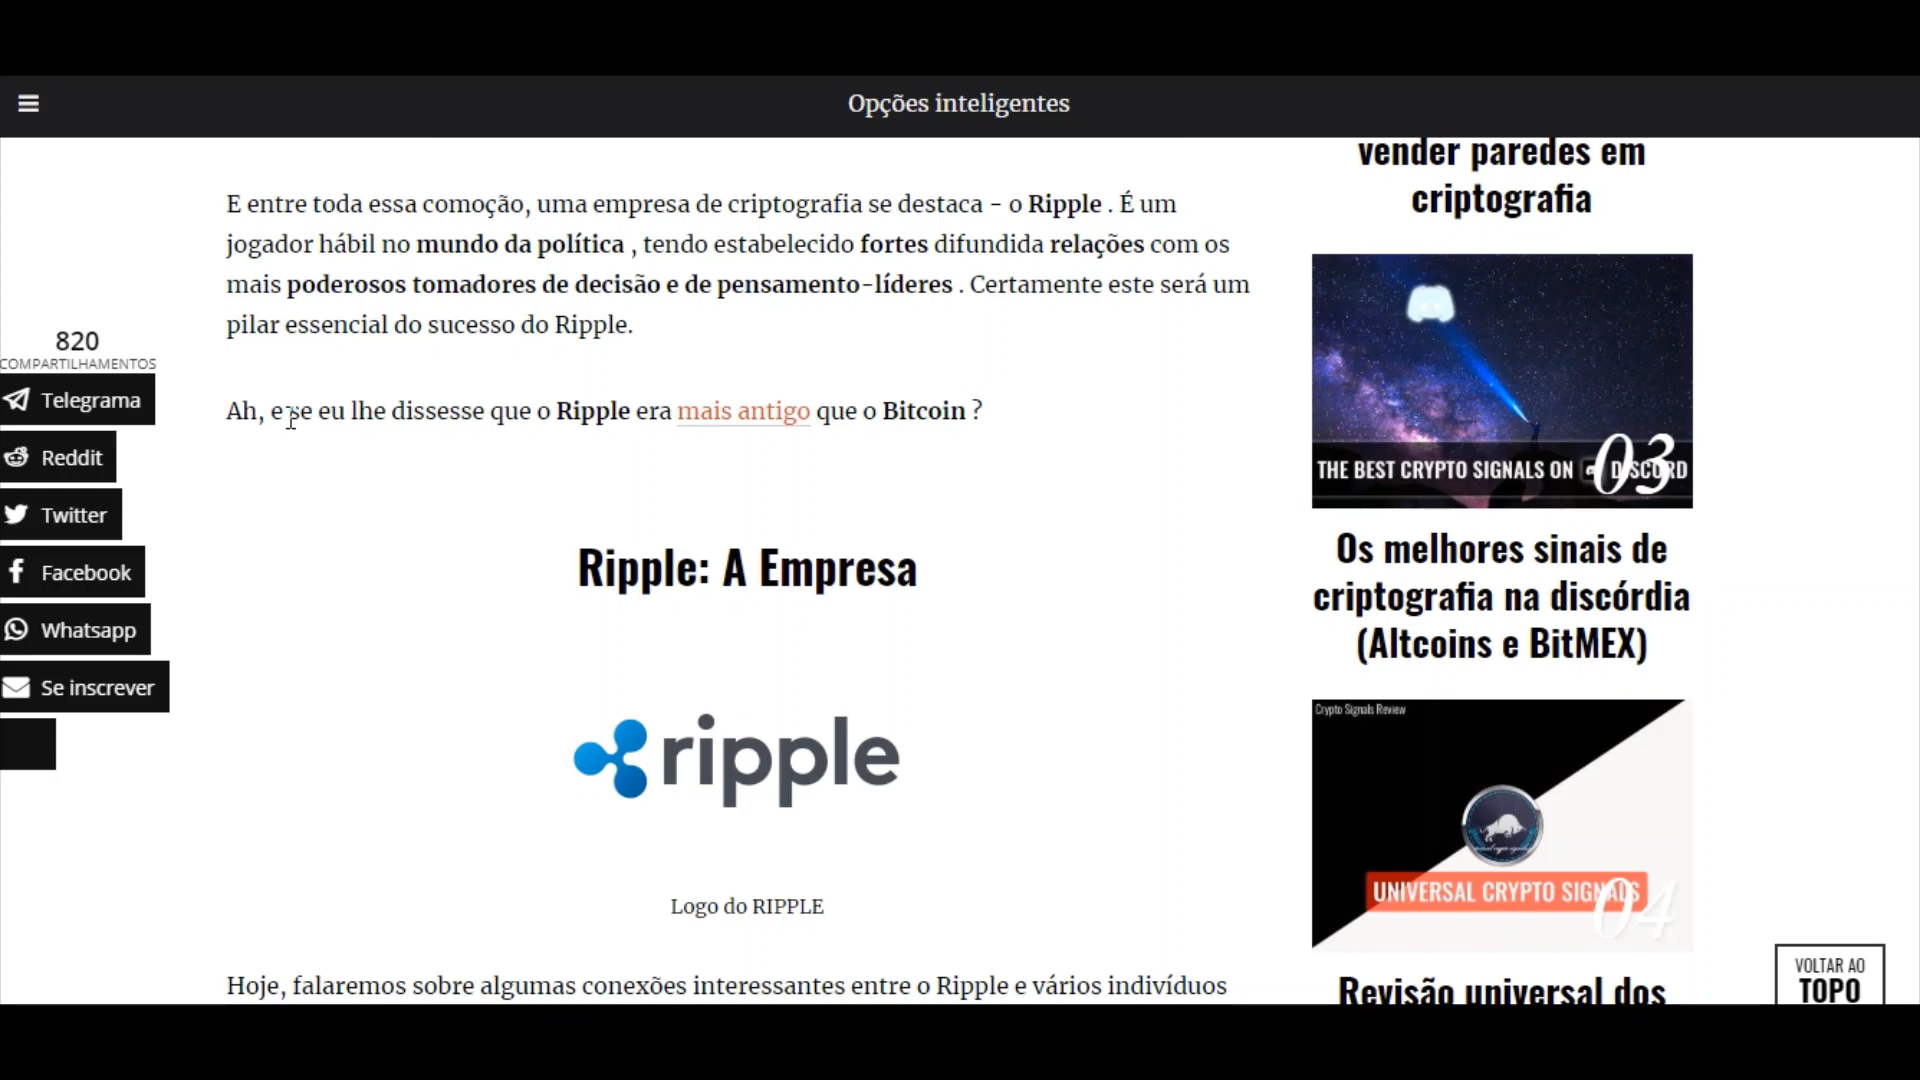 Opções inteligentes
E entre toda essa comoção, uma empresa de criptografia se destaca - o Ripple . É um
jogador hábil no mundo da política , tendo estabelecido fortes difundida relações com os
mais poderosos tomadores de decisão e de pensamento-líderes . Certamente este será um
pilar essencial do sucesso do Ripple.
820
COMPARTILHAMENTOS
Telegrama
Reddit
Twitter
Facebook
Whatsapp
Se inscrever
Ah, e se eu lhe dissesse que o Ripple era mais antigo que o Bitcoin ?
Ripple: A Empresa
ripple
Logo do RIPPLE
Hoje, falaremos sobre algumas conexões interessantes entre o Ripple e vários indivíduos
vender paredes em
criptografia
THE BEST CRYPTO SIGNALS ON DISCORD
03
Os melhores sinais de
criptografia na discórdia
(Altcoins e BitMEX)
Crypto Signals Review
UNIVERSAL CRYPTO SIGNALS
04
Revisão universal dos
VOLTAR AO
TOPO